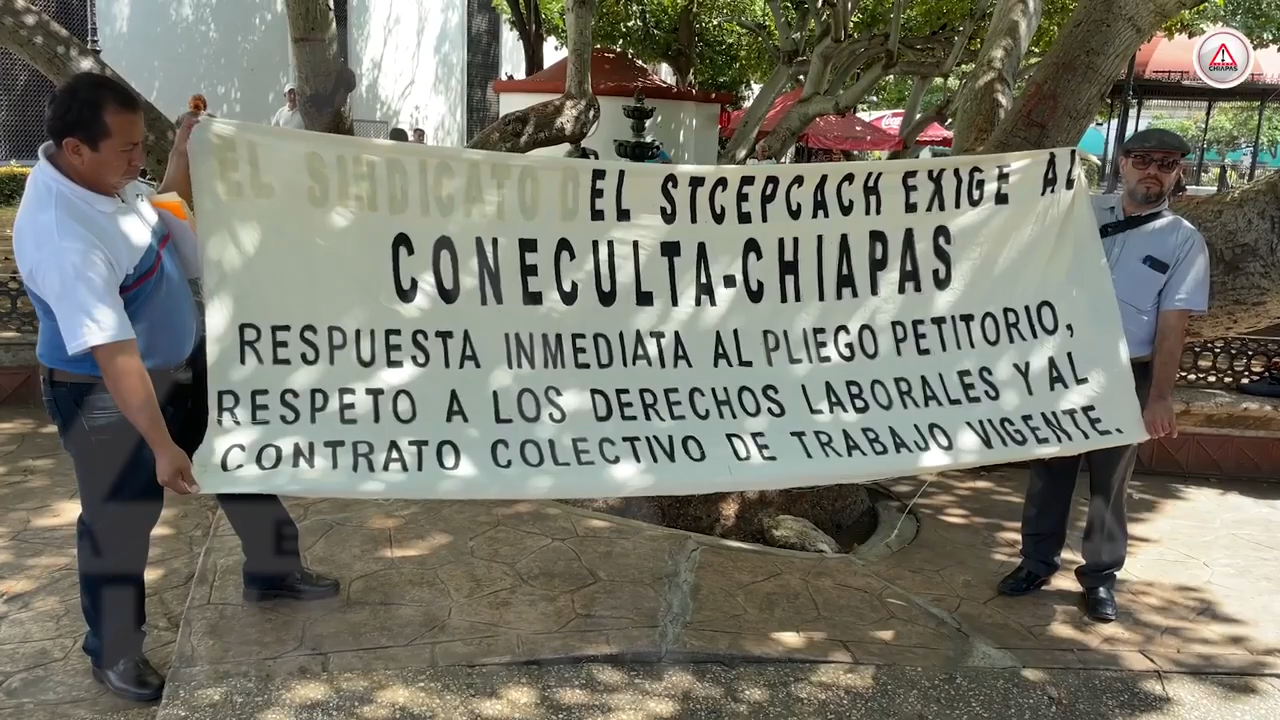 EL SINDICATO DEL STCEPCACH EXIGE AL
CONECULTA-CHIAPAS
RESPUESTA INMEDIATA AL PLIEGO PETITORIO,
RESPETO A LOS DERECHOS LABORALES Y AL
CONTRATO COLECTIVO DE TRABAJO VIGENTE.
CHIAPAS